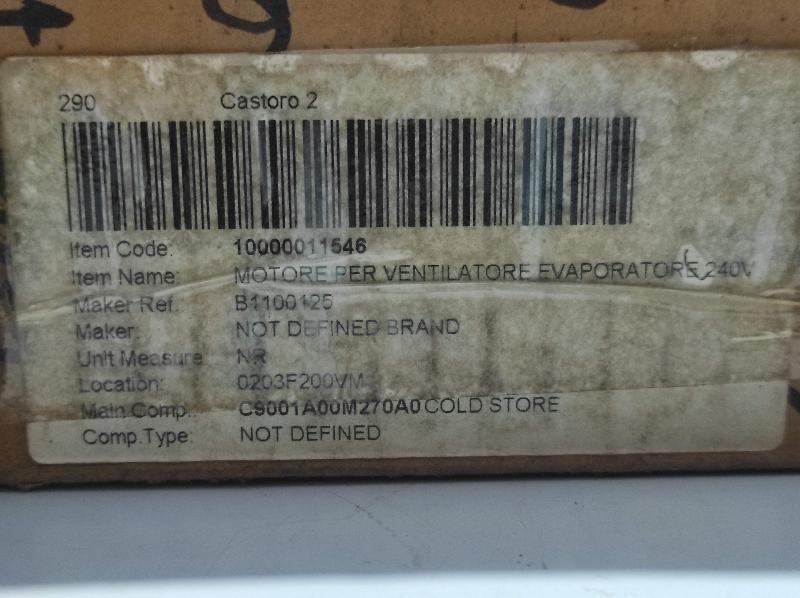 290 Castoro 2
Item Code: 10000011546
Item Name: MOTORE PER VENTILATORE EVAPORATORE 240V
Maker Ref: B1100125
Maker: NOT DEFINED BRAND
Unit Measure NR
Location: 0203F200VM
Main Comp.: C9001A00M270A0 COLD STORE
Comp.Type: NOT DEFINED